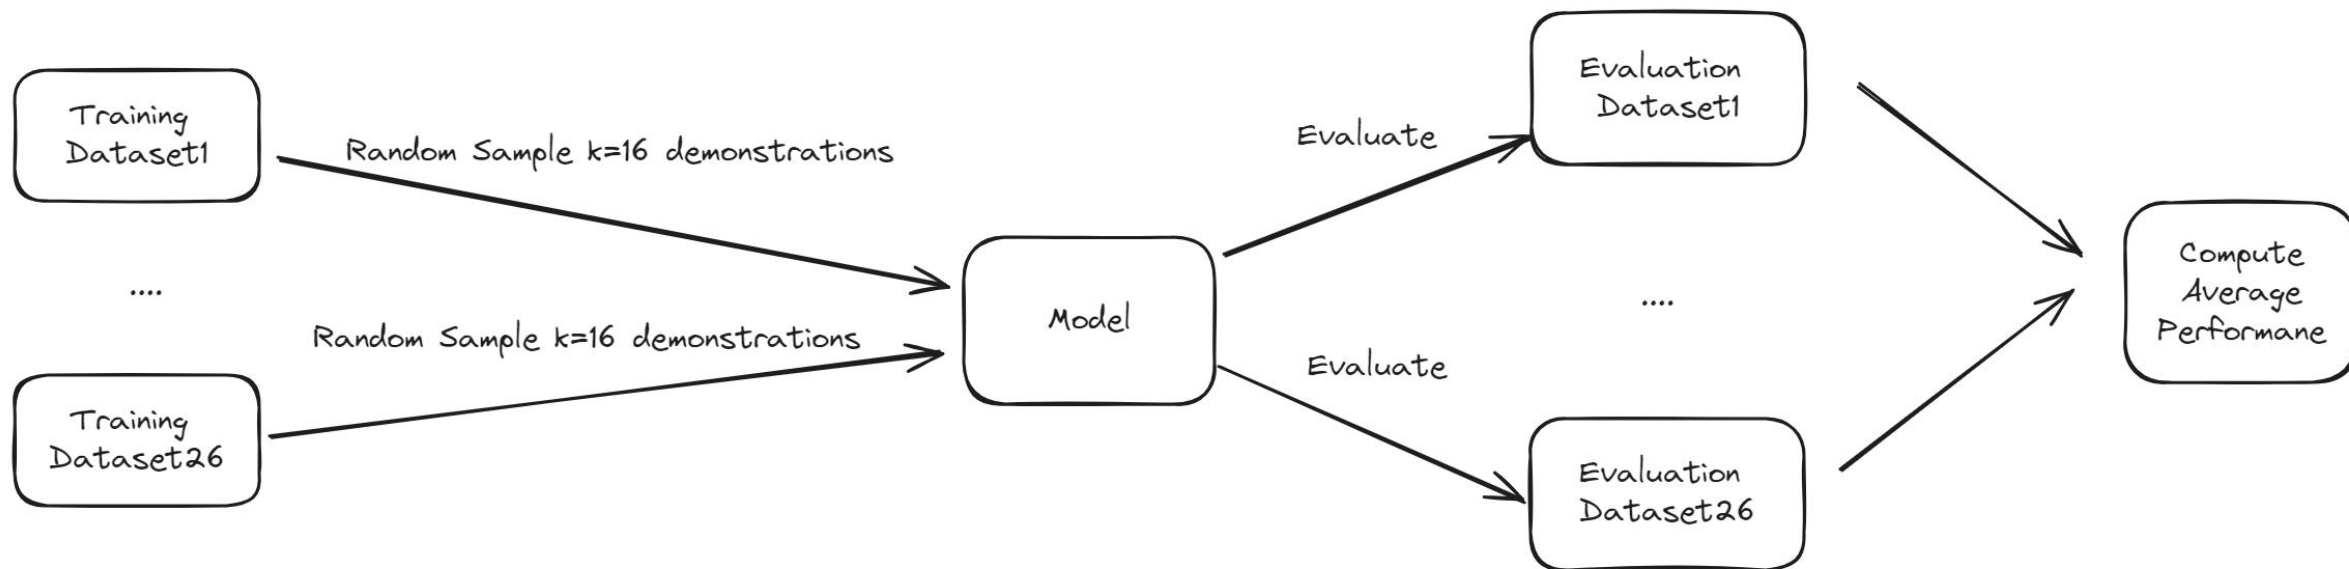 Training
Dataset1
....
Training
Dataset26
Random Sample k=16 demonstrations
Random Sample k=16 demonstrations
Model
Evaluate
Evaluate
Evaluation
Dataset1
....
Evaluation
Dataset26
Compute
Average
Performane